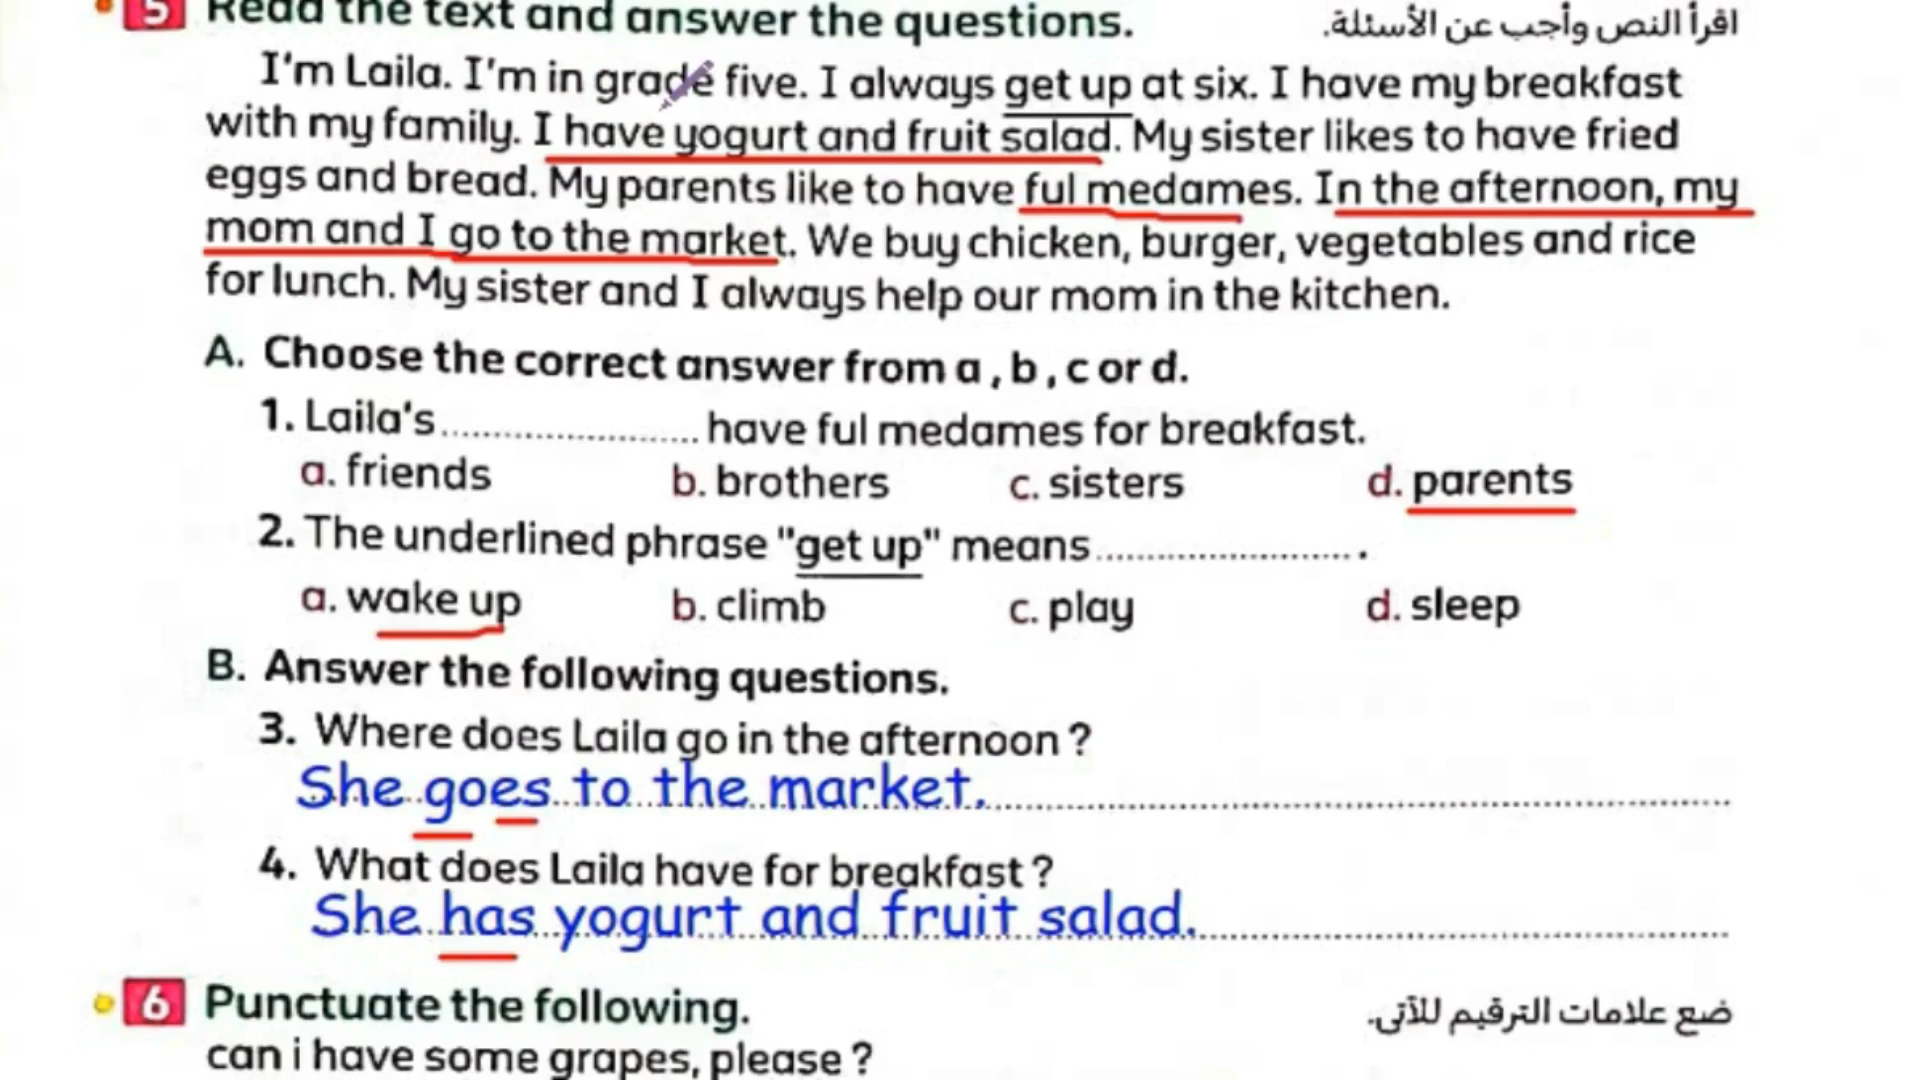 5 Read the text and answer the questions. اقرأ النص وأجب عن الأسئلة.
I'm Laila. I'm in grade five. I always get up at six. I have my breakfast
with my family. I have yogurt and fruit salad. My sister likes to have fried
eggs and bread. My parents like to have ful medames. In the afternoon, my
mom and I go to the market. We buy chicken, burger, vegetables and rice
for lunch. My sister and I always help our mom in the kitchen.
A. Choose the correct answer from a , b , c or d.
1. Laila's.......................... have ful medames for breakfast.
a. friends b. brothers c. sisters d. parents
2. The underlined phrase "get up" means.......................... .
a. wake up b. climb c. play d. sleep
B. Answer the following questions.
3. Where does Laila go in the afternoon ?
She goes to the market.
4. What does Laila have for breakfast ?
She has yogurt and fruit salad.
6 Punctuate the following. ضع علامات الترقيم للآتى.
can i have some grapes, please ?